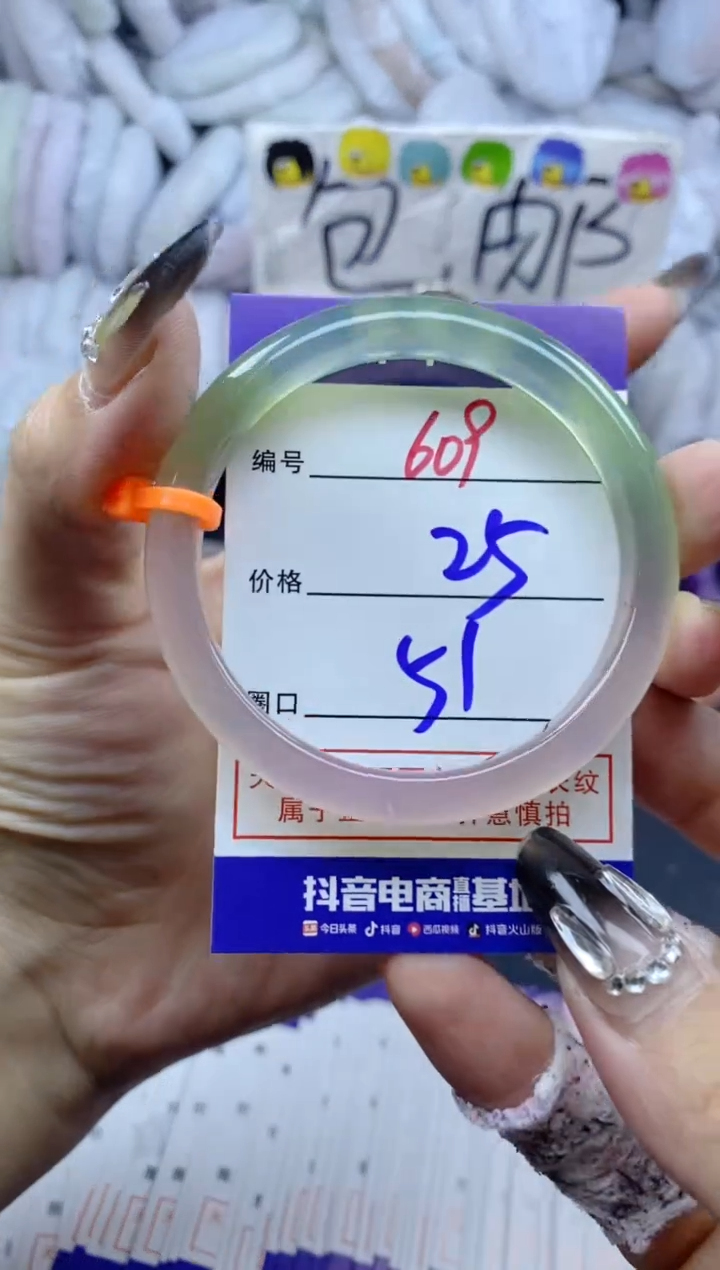 包邮
编号 609
价格 25
圈口 51
天 纹
属于 慎拍
抖音电商直播基地
今日头条 抖音 西瓜视频 抖音火山版